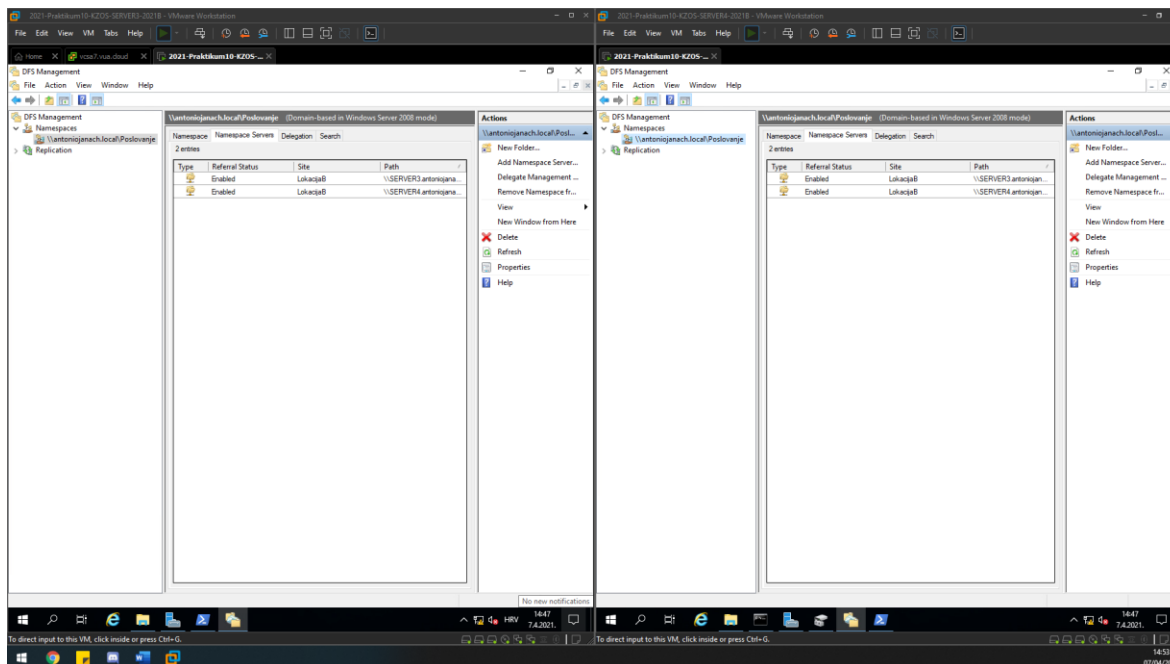 2021-Praktikum10-KZOS-SERVER3-2021B - VMware Workstation
File Edit View VM Tabs Help
Home
vcsa7.vua.cloud
2021-Praktikum10-KZOS-...
DFS Management
File Action View Window Help
DFS Management
Namespaces
\\antoniojanach.local\Poslovanje
Replication
\\antoniojanach.local\Poslovanje (Domain-based in Windows Server 2008 mode)
Namespace Namespace Servers Delegation Search
2 entries
Type Referral Status Site Path
Enabled LokacijaB \\SERVER3.antoniojana...
Enabled LokacijaB \\SERVER4.antoniojana...
Actions
\\antoniojanach.local\Posl...
New Folder...
Add Namespace Server...
Delegate Management ...
Remove Namespace fr...
View
New Window from Here
Delete
Refresh
Properties
Help
No new notifications
HRV
14:47
7.4.2021.
To direct input to this VM, click inside or press Ctrl+G.
2021-Praktikum10-KZOS-SERVER4-2021B - VMware Workstation
File Edit View VM Tabs Help
2021-Praktikum10-KZOS-...
DFS Management
File Action View Window Help
DFS Management
Namespaces
\\antoniojanach.local\Poslovanje
Replication
\\antoniojanach.local\Poslovanje (Domain-based in Windows Server 2008 mode)
Namespace Namespace Servers Delegation Search
2 entries
Type Referral Status Site Path
Enabled LokacijaB \\SERVER3.antoniojan...
Enabled LokacijaB \\SERVER4.antoniojan...
Actions
\\antoniojanach.local\Posl...
New Folder...
Add Namespace Server...
Delegate Management ...
Remove Namespace fr...
View
New Window from Here
Delete
Refresh
Properties
Help
14:47
7.4.2021.
To direct input to this VM, click inside or press Ctrl+G.
14:53